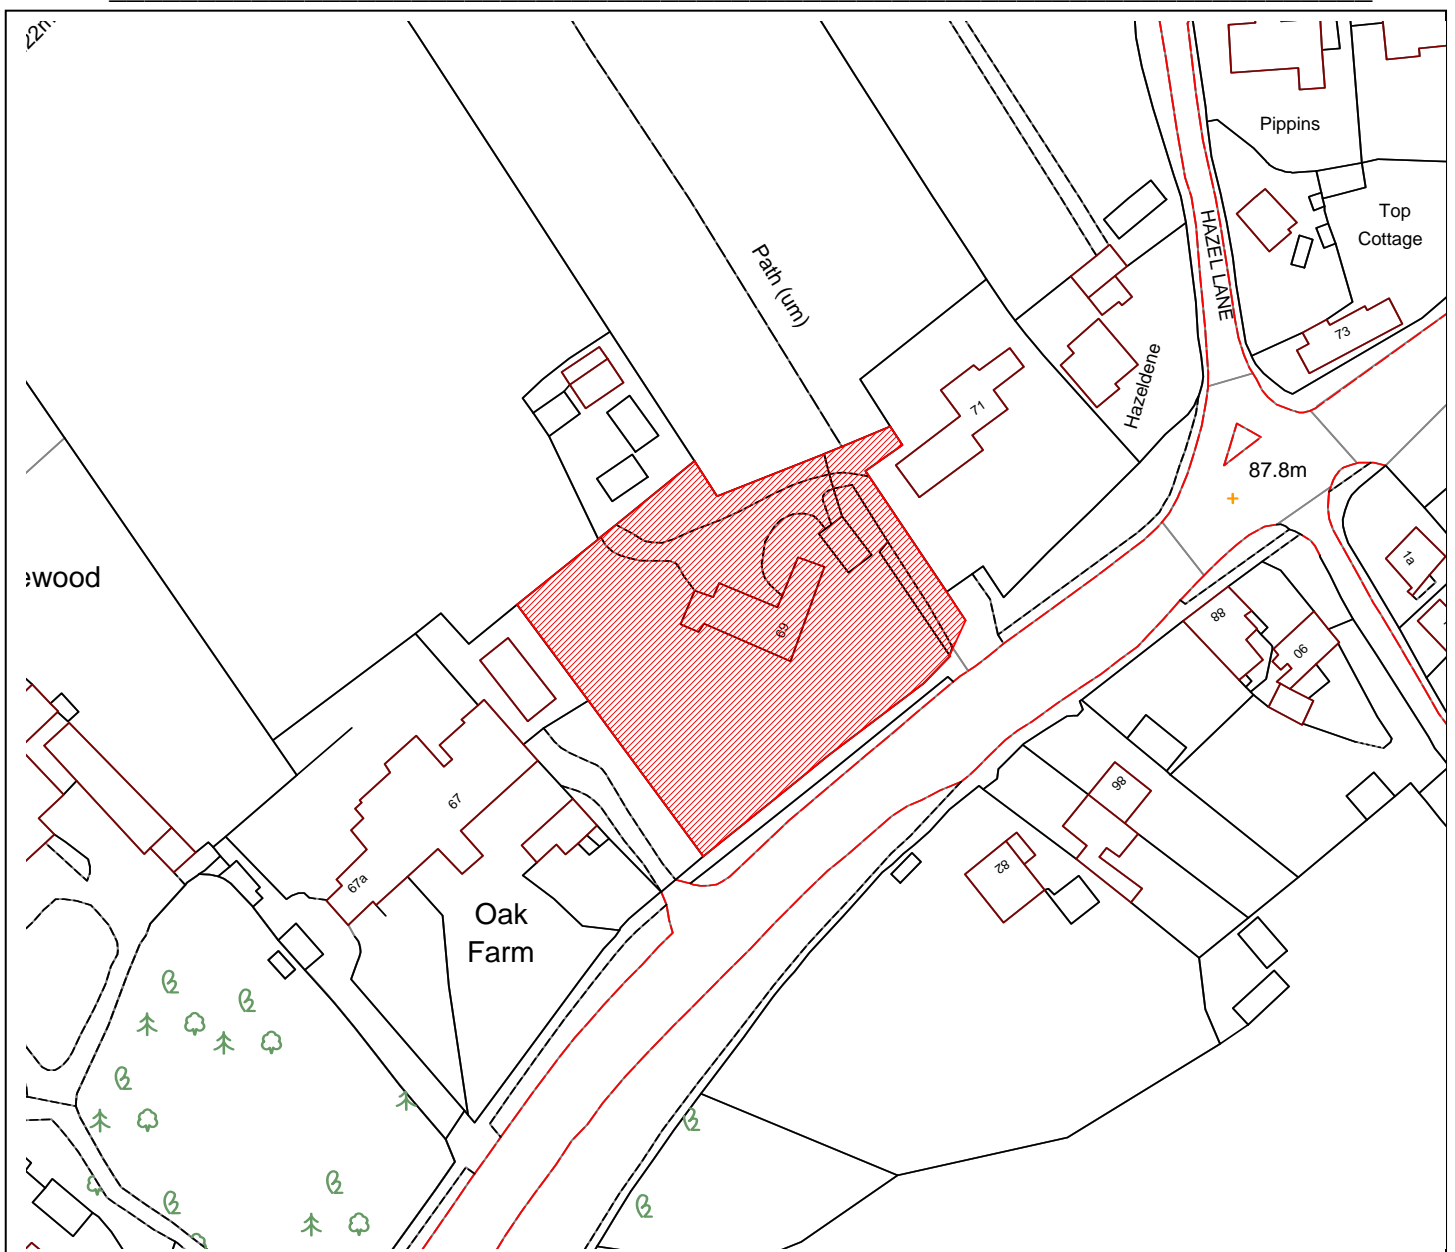 22m
Pippins
Top
Cottage
HAZEL LANE
Path (um)
73
Hazeldene
71
87.8m
1a
ewood
69
88
90
67
86
82
67a
Oak
Farm